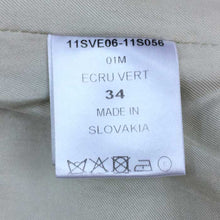 11SVE06-11S056
01M
ECRU VERT
34
MADE IN
SLOVAKIA